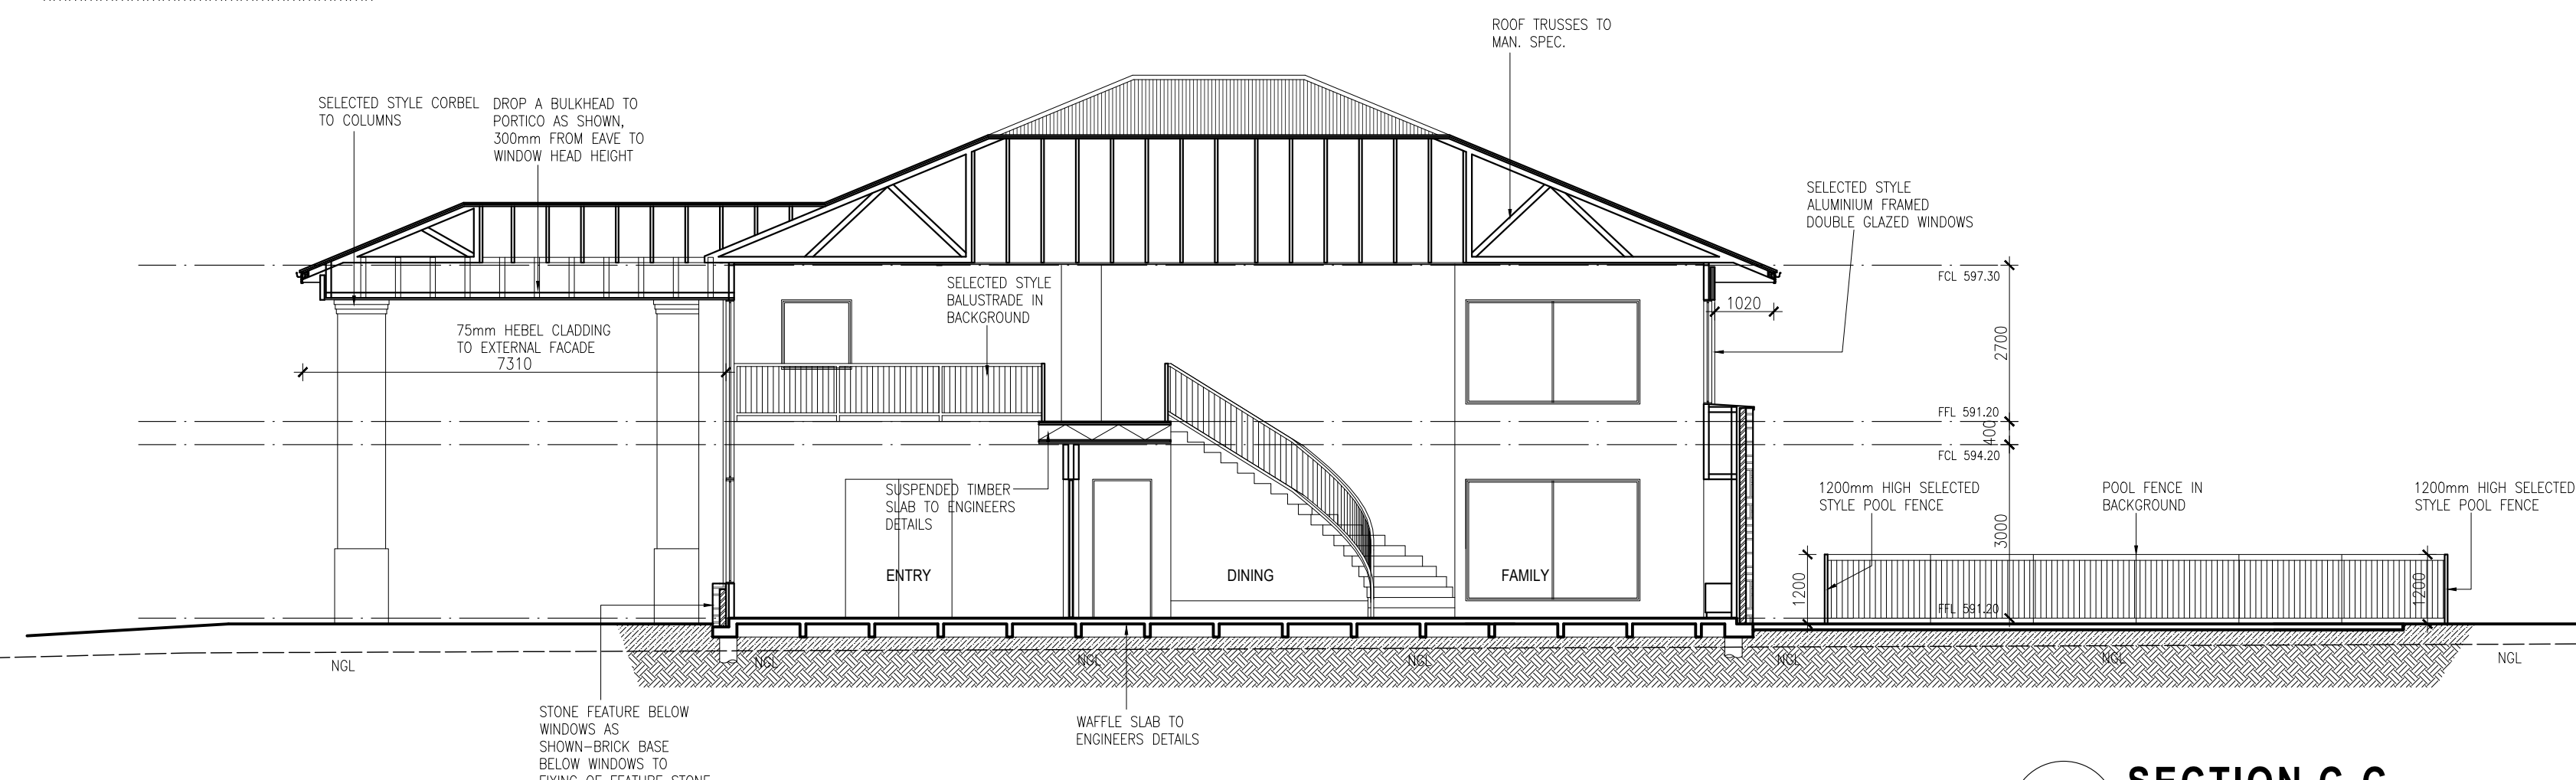 ROOF TRUSSES TO
MAN. SPEC.
SELECTED STYLE CORBEL
TO COLUMNS
DROP A BULKHEAD TO
PORTICO AS SHOWN,
300mm FROM EAVE TO
WINDOW HEAD HEIGHT
SELECTED STYLE
ALUMINIUM FRAMED
DOUBLE GLAZED WINDOWS
SELECTED STYLE
BALUSTRADE IN
BACKGROUND
FCL 597.30
1020
75mm HEBEL CLADDING
TO EXTERNAL FACADE
7310
2700
FFL 591.20
400
FCL 594.20
SUSPENDED TIMBER
SLAB TO ENGINEERS
DETAILS
1200mm HIGH SELECTED
STYLE POOL FENCE
POOL FENCE IN
BACKGROUND
1200mm HIGH SELECTED
STYLE POOL FENCE
3000
ENTRY
DINING
FAMILY
1200
1200
FFL 591.20
NGL
NGL
NGL
NGL
NGL
NGL
NGL
STONE FEATURE BELOW
WINDOWS AS
SHOWN-BRICK BASE
BELOW WINDOWS TO
FIXING OF FEATURE STONE
WAFFLE SLAB TO
ENGINEERS DETAILS
SECTION C-C